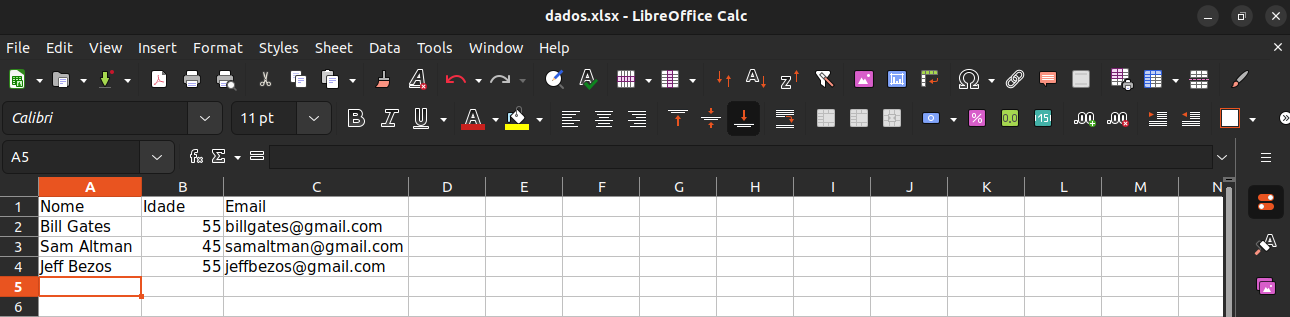 dados.xlsx - LibreOffice Calc
File Edit View Insert Format Styles Sheet Data Tools Window Help
Calibri 11 pt
A5
A B C D E F G H I J K L M N
1 Nome Idade Email
2 Bill Gates 55 billgates@gmail.com
3 Sam Altman 45 samaltman@gmail.com
4 Jeff Bezos 55 jeffbezos@gmail.com
5
6